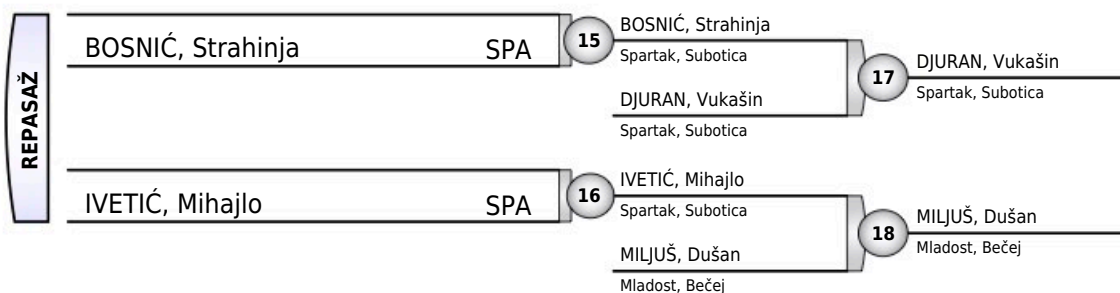 REPASAŽ
BOSNIĆ, Strahinja SPA
15
BOSNIĆ, Strahinja
Spartak, Subotica
DJURAN, Vukašin
Spartak, Subotica
17
DJURAN, Vukašin
Spartak, Subotica
IVETIĆ, Mihajlo SPA
16
IVETIĆ, Mihajlo
Spartak, Subotica
MILJUŠ, Dušan
Mladost, Bečej
18
MILJUŠ, Dušan
Mladost, Bečej